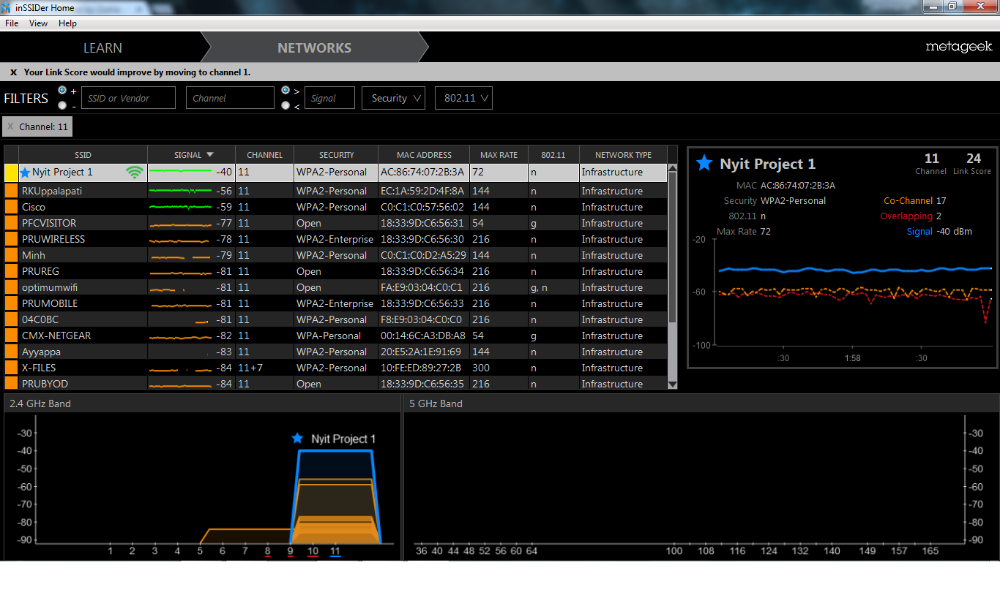 inSSIDer Home
File View Help
LEARN NETWORKS metageek
x Your Link Score would improve by moving to channel 1.
FILTERS + - SSID or Vendor Channel > < Signal Security 802.11
X Channel: 11
SSID SIGNAL CHANNEL SECURITY MAC ADDRESS MAX RATE 802.11 NETWORK TYPE
Nyit Project 1 -40 11 WPA2-Personal AC:86:74:07:2B:3A 72 n Infrastructure
RKUppalapati -56 11 WPA2-Personal EC:1A:59:2D:4F:8A 144 n Infrastructure
Cisco -59 11 WPA2-Personal C0:C1:C0:57:56:02 144 n Infrastructure
PFCVISITOR -77 11 Open 18:33:9D:C6:56:31 54 g Infrastructure
PRUWIRELESS -78 11 WPA2-Enterprise 18:33:9D:C6:56:30 216 n Infrastructure
Minh -79 11 WPA2-Personal C0:C1:C0:D2:A5:29 144 n Infrastructure
PRUREG -81 11 Open 18:33:9D:C6:56:34 216 n Infrastructure
optimumwifi -81 11 Open FA:E9:03:04:C0:C1 216 g, n Infrastructure
PRUMOBILE -81 11 WPA2-Enterprise 18:33:9D:C6:56:33 216 n Infrastructure
04C0BC -81 11 WPA2-Personal F8:E9:03:04:C0:C0 216 n Infrastructure
CMX-NETGEAR -82 11 WPA-Personal 00:14:6C:A3:DB:A8 54 g Infrastructure
Ayyappa -83 11 WPA2-Personal 20:E5:2A:1E:91:69 144 n Infrastructure
X-FILES -84 11+7 WPA2-Personal 10:FE:ED:89:27:2B 300 n Infrastructure
PRUBYOD -84 11 Open 18:33:9D:C6:56:35 216 n Infrastructure
Nyit Project 1 11 24
Channel Link Score
MAC AC:86:74:07:2B:3A
Security WPA2-Personal Co-Channel 17
802.11 n Overlapping 2
Max Rate 72 Signal -40 dBm
-20
-60
-100
:30 1:58 :30
2.4 GHz Band
Nyit Project 1
-30
-40
-50
-60
-70
-80
-90
1 2 3 4 5 6 7 8 9 10 11
5 GHz Band
-30
-40
-50
-60
-70
-80
-90
36 40 44 48 52 56 60 64 100 108 116 124 132 140 149 157 165